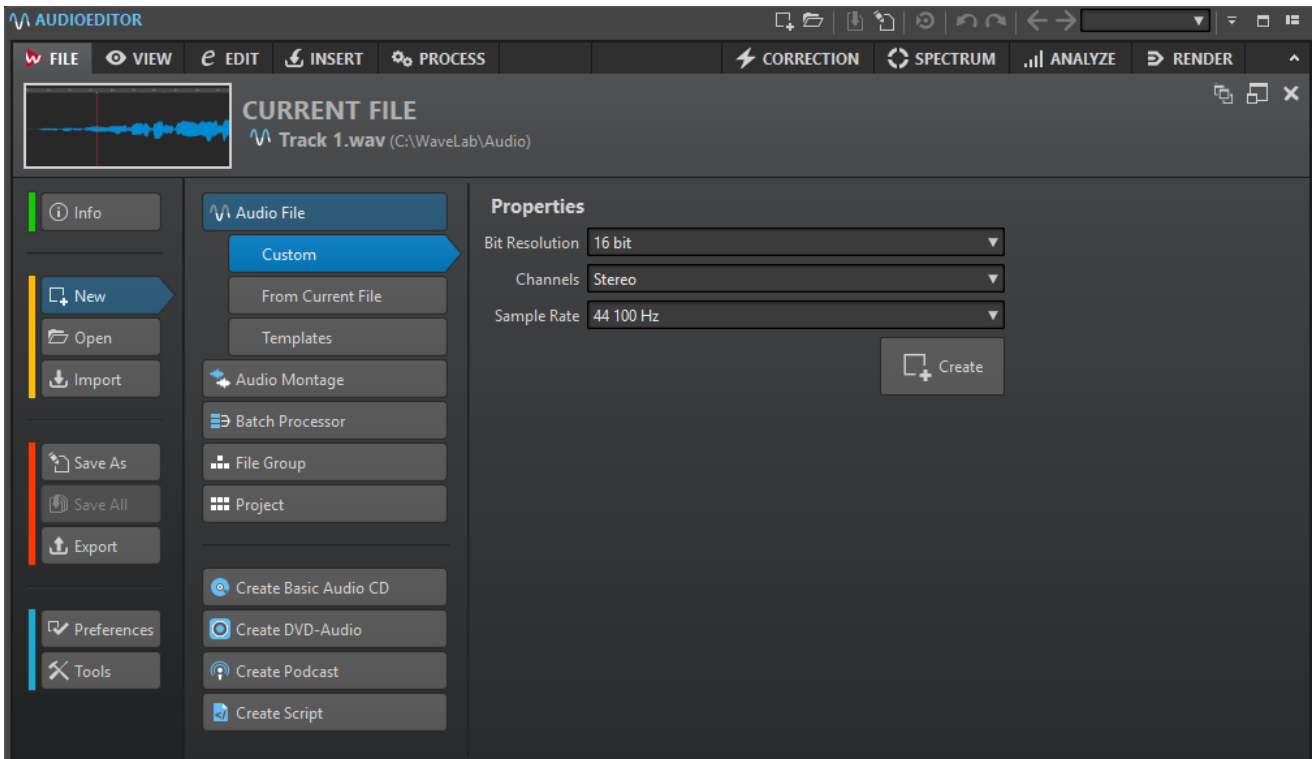 AUDIOEDITOR
FILE VIEW EDIT INSERT PROCESS CORRECTION SPECTRUM ANALYZE RENDER
CURRENT FILE
Track 1.wav (C:\WaveLab\Audio)
Info
New
Open
Import
Save As
Save All
Export
Preferences
Tools
Audio File
Custom
From Current File
Templates
Audio Montage
Batch Processor
File Group
Project
Create Basic Audio CD
Create DVD-Audio
Create Podcast
Create Script
Properties
Bit Resolution 16 bit
Channels Stereo
Sample Rate 44 100 Hz
Create